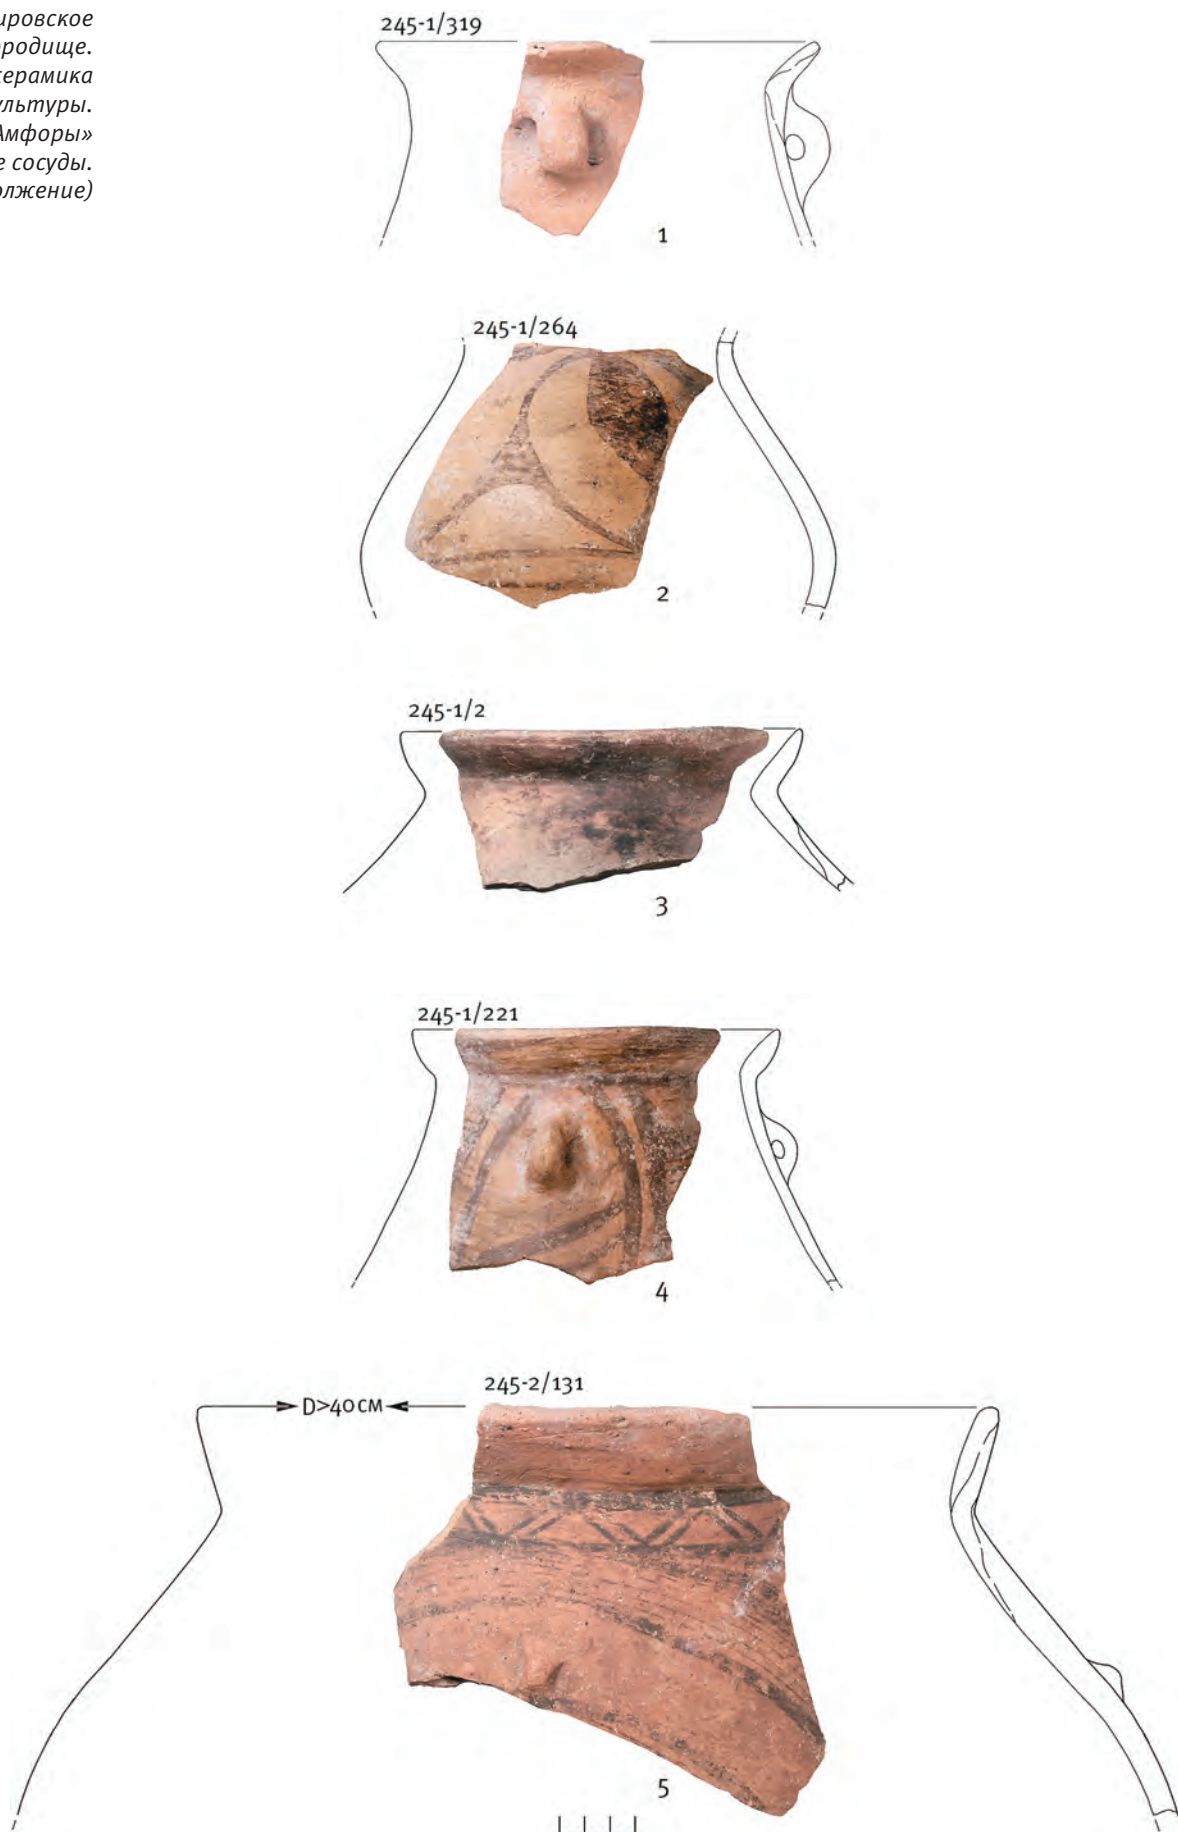 ировское
ородище.
керамика
ультуры.
Амфоры»
е сосуды.
олжение)
245-1/319
1
245-1/264
2
245-1/2
3
245-1/221
4
245-2/131
D>40 СМ
5